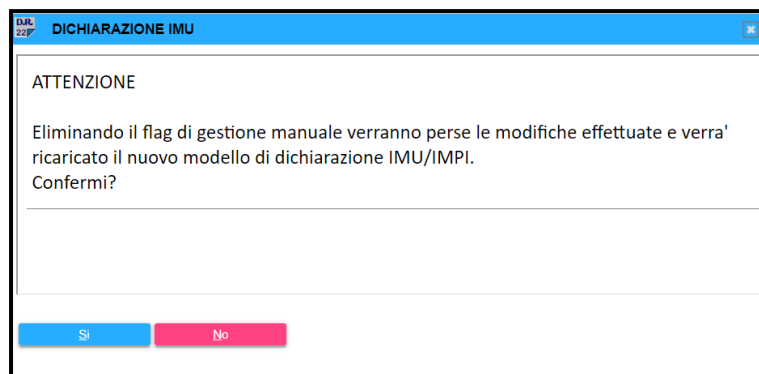 D.R.
22
DICHIARAZIONE IMU
ATTENZIONE
Eliminando il flag di gestione manuale verranno perse le modifiche effettuate e verra'
ricaricato il nuovo modello di dichiarazione IMU/IMPI.
Confermi?
Si
No